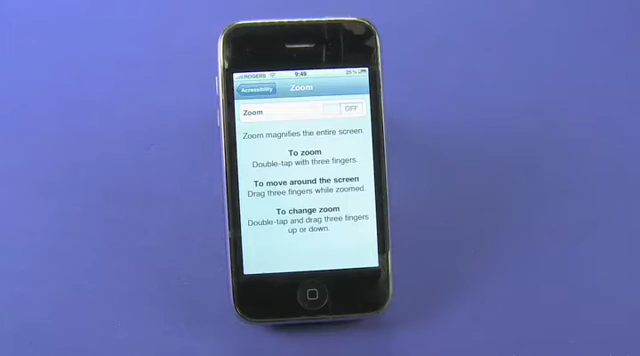 ROGERS 9:49 25%
Accessibility Zoom
Zoom OFF
Zoom magnifies the entire screen.
To zoom
Double-tap with three fingers.
To move around the screen
Drag three fingers while zoomed.
To change zoom
Double-tap and drag three fingers
up or down.